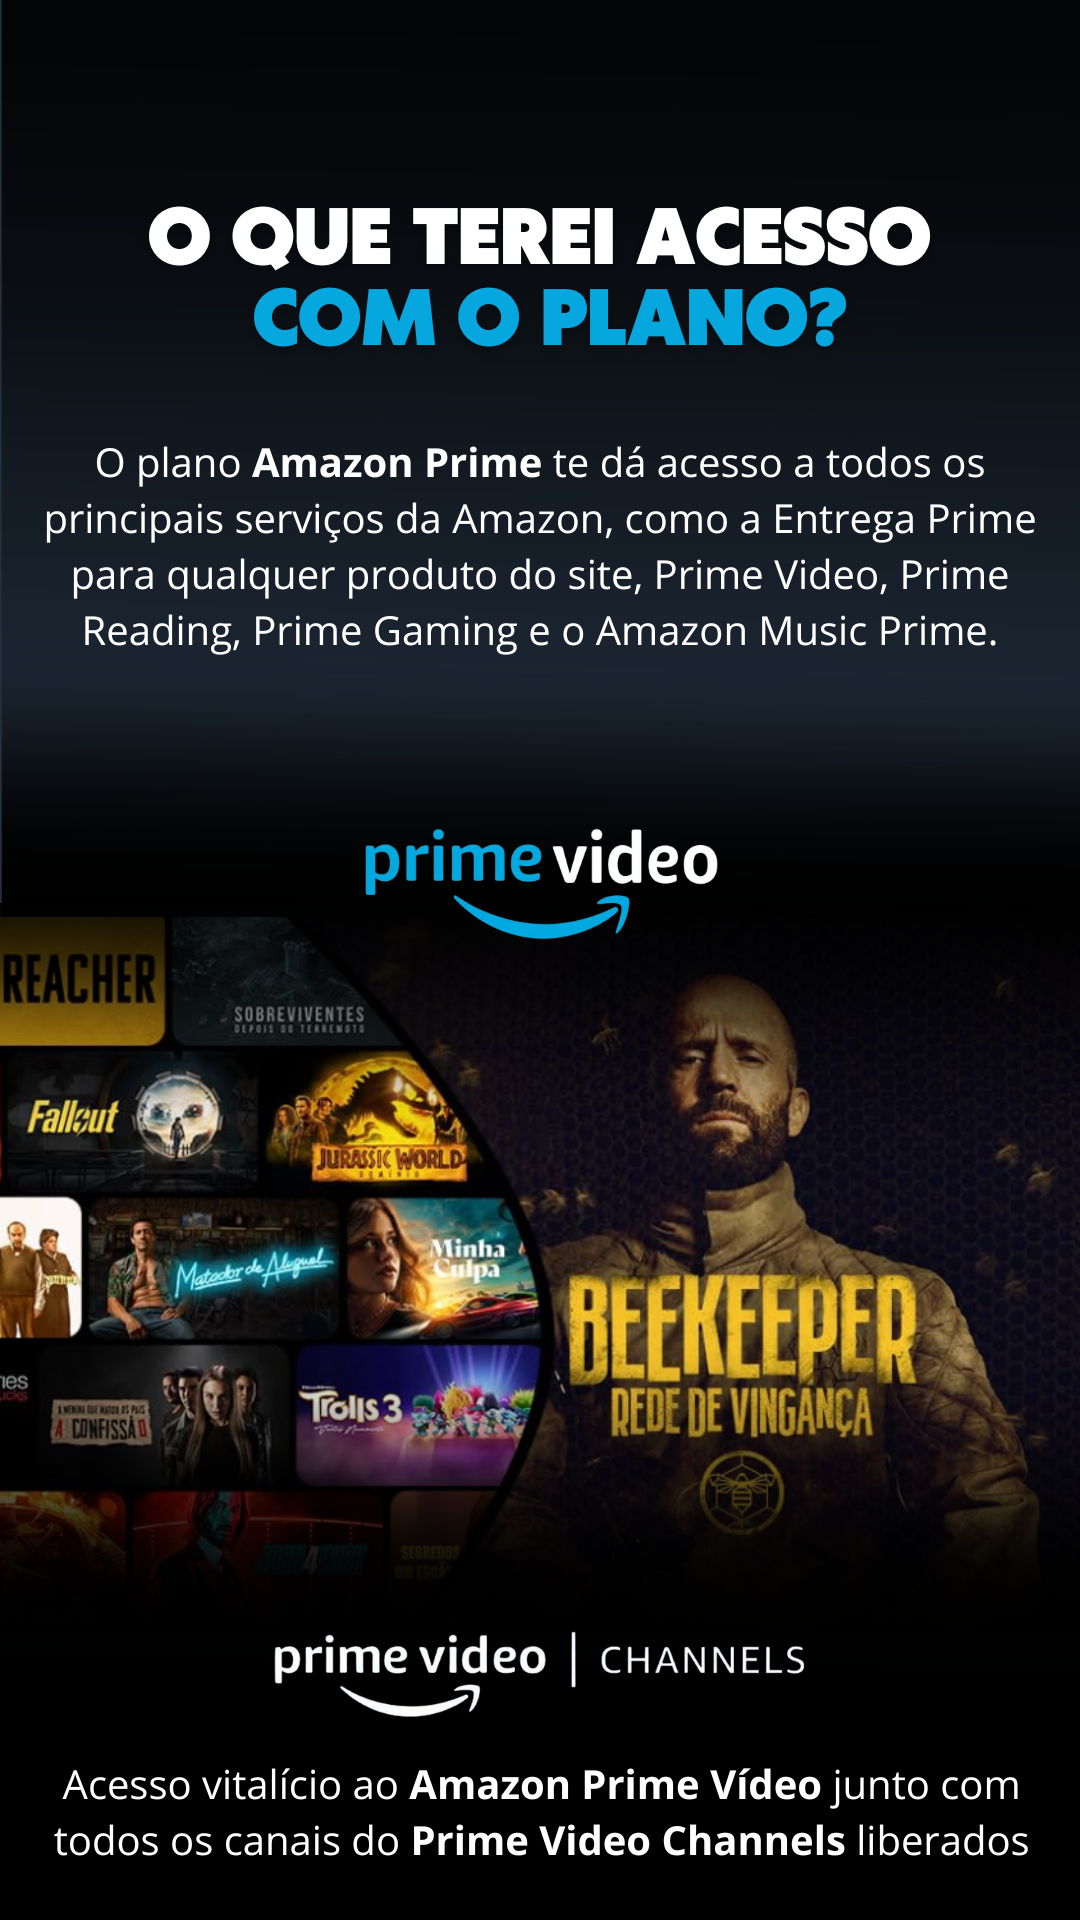 O QUE TEREI ACESSO
COM O PLANO?
O plano Amazon Prime te dá acesso a todos os
principais serviços da Amazon, como a Entrega Prime
para qualquer produto do site, Prime Video, Prime
Reading, Prime Gaming e o Amazon Music Prime.
prime video
REACHER
SOBREVIVENTES
DEPOIS DO TERREMOTO
Fallout
JURASSIC WORLD
DOMÍNIO
Matador de Aluguel
Minha
Culpa
A MENINA QUE MATOU OS PAIS
A CONFISSÃO
Trolls 3
Juntos Novamente
SEGREDOS
BEEKEEPER
REDE DE VINGANÇA
prime video | CHANNELS
Acesso vitalício ao Amazon Prime Vídeo junto com
todos os canais do Prime Video Channels liberados